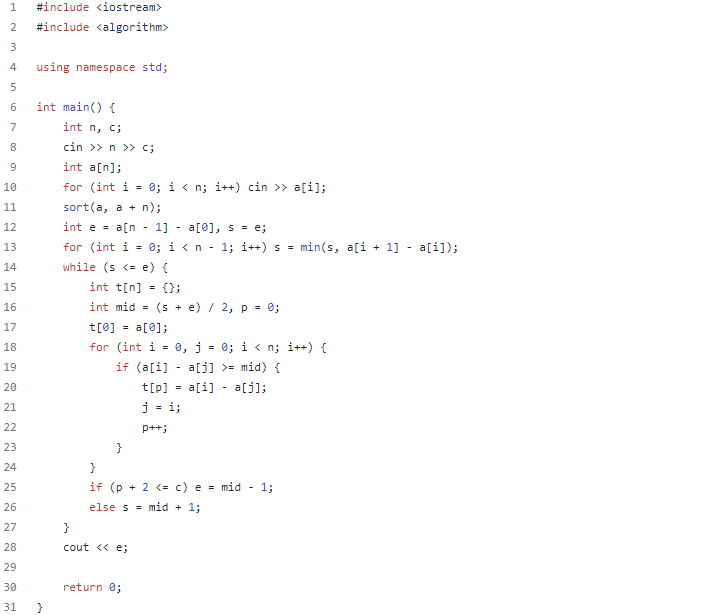 1 #include <iostream>
2 #include <algorithm>
3
4 using namespace std;
5
6 int main() {
7     int n, c;
8     cin >> n >> c;
9     int a[n];
10     for (int i = 0; i < n; i++) cin >> a[i];
11     sort(a, a + n);
12     int e = a[n - 1] - a[0], s = e;
13     for (int i = 0; i < n - 1; i++) s = min(s, a[i + 1] - a[i]);
14     while (s <= e) {
15         int t[n] = {};
16         int mid = (s + e) / 2, p = 0;
17         t[0] = a[0];
18         for (int i = 0, j = 0; i < n; i++) {
19             if (a[i] - a[j] >= mid) {
20                 t[p] = a[i] - a[j];
21                 j = i;
22                 p++;
23             }
24         }
25         if (p + 2 <= c) e = mid - 1;
26         else s = mid + 1;
27     }
28     cout << e;
29
30     return 0;
31 }